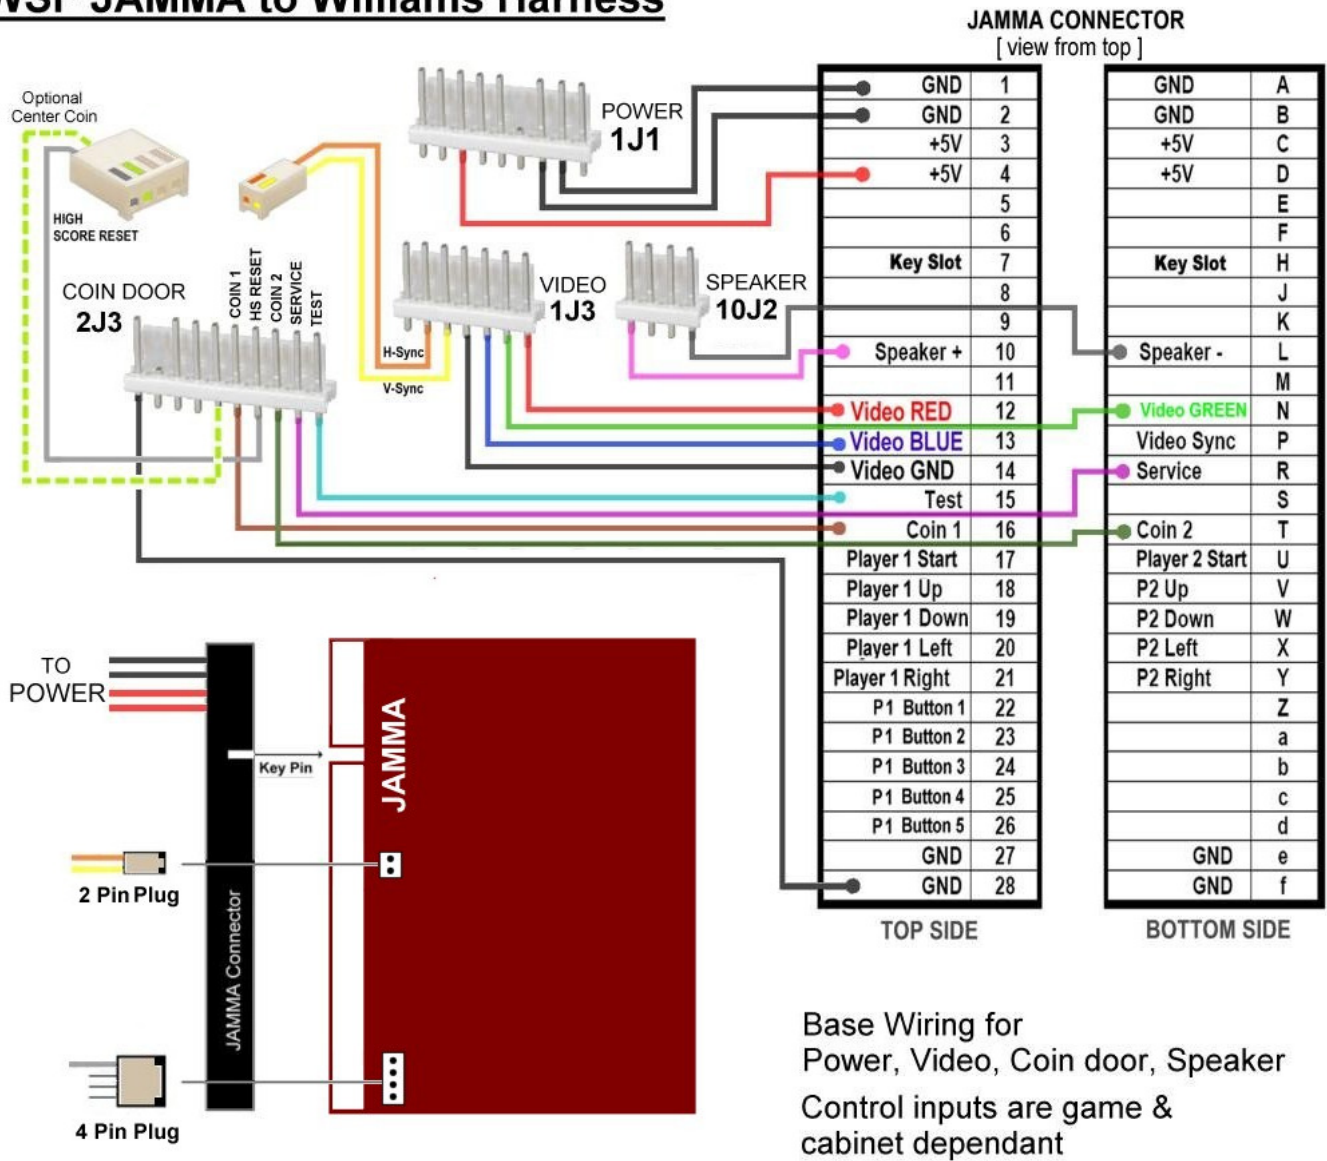 JAMMA to Williams Harness
JAMMA CONNECTOR
[ view from top ]
Optional
Center Coin
HIGH
SCORE RESET
POWER
1J1
COIN DOOR
2J3
COIN 1
HS RESET
COIN 2
SERVICE
TEST
VIDEO
1J3
SPEAKER
10J2
H-Sync
V-Sync
GND 1
GND 2
+5V 3
+5V 4
5
6
Key Slot 7
8
9
Speaker + 10
11
Video RED 12
Video BLUE 13
Video GND 14
Test 15
Coin 1 16
Player 1 Start 17
Player 1 Up 18
Player 1 Down 19
Player 1 Left 20
Player 1 Right 21
P1 Button 1 22
P1 Button 2 23
P1 Button 3 24
P1 Button 4 25
P1 Button 5 26
GND 27
GND 28
TOP SIDE
GND A
GND B
+5V C
+5V D
E
F
Key Slot H
J
K
Speaker - L
M
Video GREEN N
Video Sync P
Service R
S
Coin 2 T
Player 2 Start U
P2 Up V
P2 Down W
P2 Left X
P2 Right Y
Z
a
b
c
d
GND e
GND f
BOTTOM SIDE
TO
POWER
Key Pin
JAMMA
JAMMA Connector
2 Pin Plug
4 Pin Plug
Base Wiring for
Power, Video, Coin door, Speaker
Control inputs are game &
cabinet dependant